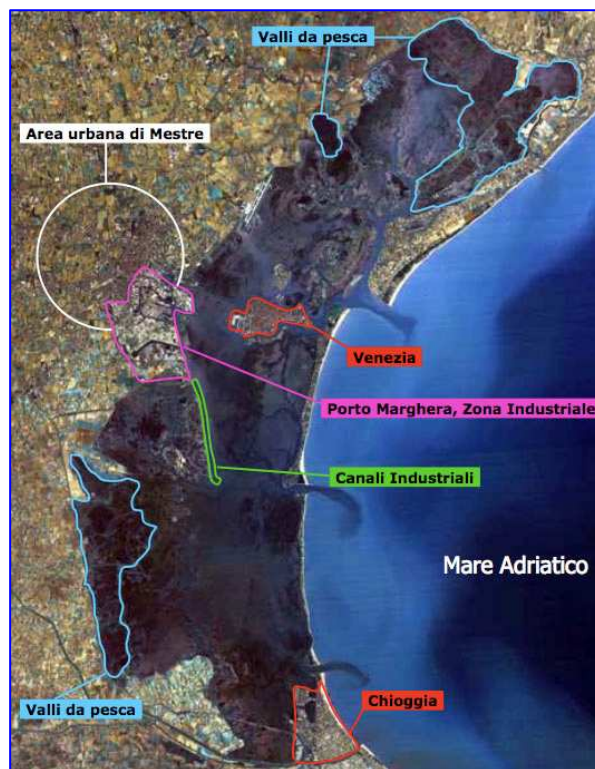 Valli da pesca
Area urbana di Mestre
Venezia
Porto Marghera, Zona Industriale
Canali Industriali
Mare Adriatico
Chioggia
Valli da pesca